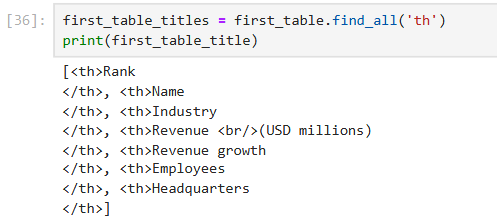 [36]: first_table_titles = first_table.find_all('th')
print(first_table_title)
[<th>Rank
</th>, <th>Name
</th>, <th>Industry
</th>, <th>Revenue <br/>(USD millions)
</th>, <th>Revenue growth
</th>, <th>Employees
</th>, <th>Headquarters
</th>]